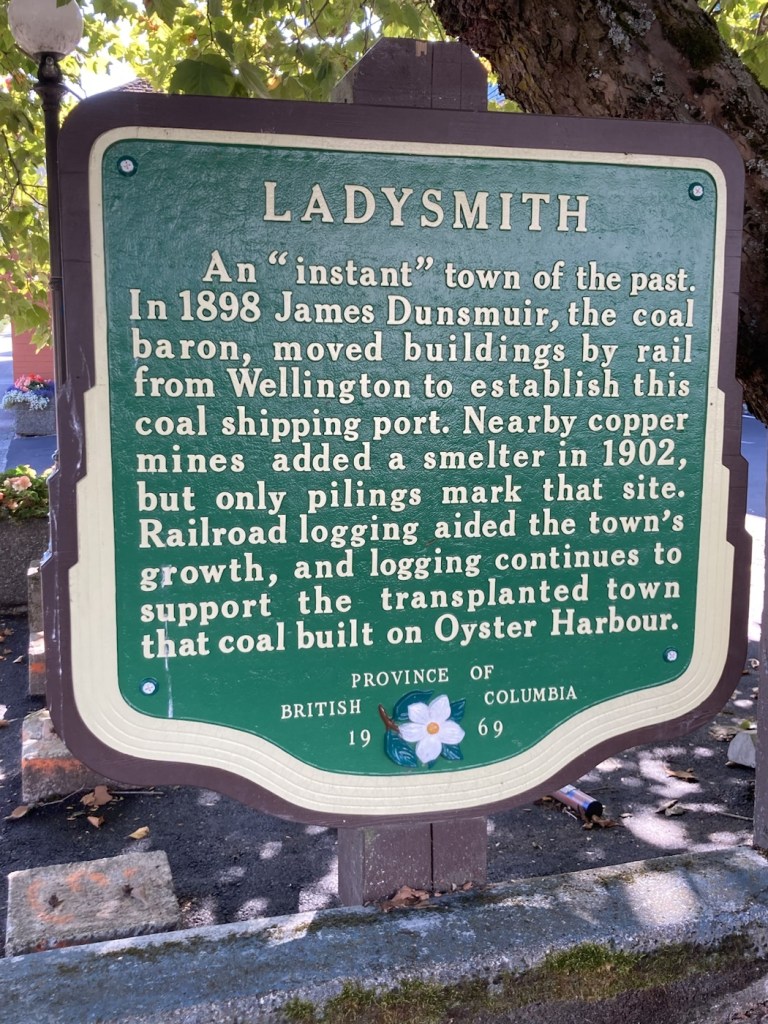 LADYSMITH
An "instant" town of the past.
In 1898 James Dunsmuir, the coal
baron, moved buildings by rail
from Wellington to establish this
coal shipping port. Nearby copper
mines added a smelter in 1902,
but only pilings mark that site.
Railroad logging aided the town's
growth, and logging continues to
support the transplanted town
that coal built on Oyster Harbour.
PROVINCE OF
BRITISH COLUMBIA
19 69